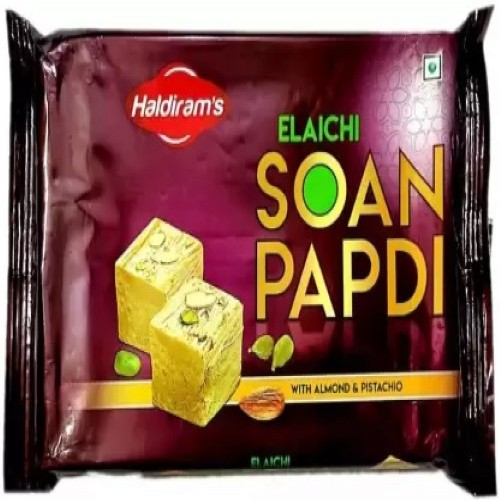 Haldiram's
ELAICHI
SOAN
PAPDI
WITH ALMOND & PISTACHIO
ELAICHI